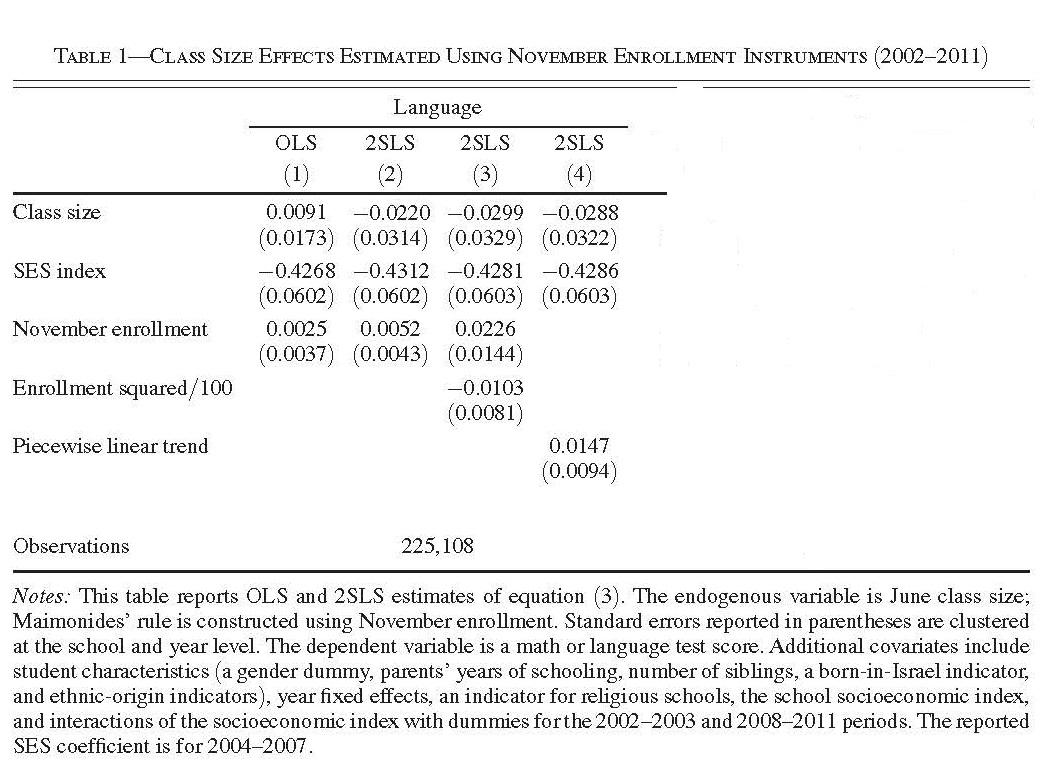 TABLE 1—CLASS SIZE EFFECTS ESTIMATED USING NOVEMBER ENROLLMENT INSTRUMENTS (2002–2011)
Language
OLS 2SLS 2SLS 2SLS
(1) (2) (3) (4)
Class size 0.0091 −0.0220 −0.0299 −0.0288
(0.0173) (0.0314) (0.0329) (0.0322)
SES index −0.4268 −0.4312 −0.4281 −0.4286
(0.0602) (0.0602) (0.0603) (0.0603)
November enrollment 0.0025 0.0052 0.0226
(0.0037) (0.0043) (0.0144)
Enrollment squared/100 −0.0103
(0.0081)
Piecewise linear trend 0.0147
(0.0094)
Observations 225,108
Notes: This table reports OLS and 2SLS estimates of equation (3). The endogenous variable is June class size;
Maimonides’ rule is constructed using November enrollment. Standard errors reported in parentheses are clustered
at the school and year level. The dependent variable is a math or language test score. Additional covariates include
student characteristics (a gender dummy, parents’ years of schooling, number of siblings, a born-in-Israel indicator,
and ethnic-origin indicators), year fixed effects, an indicator for religious schools, the school socioeconomic index,
and interactions of the socioeconomic index with dummies for the 2002–2003 and 2008–2011 periods. The reported
SES coefficient is for 2004–2007.